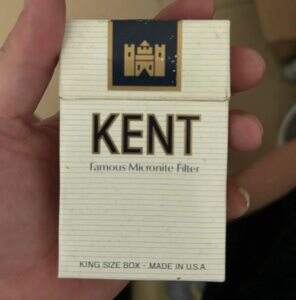 KENT
Famous Micronite Filter
KING SIZE BOX - MADE IN U.S.A